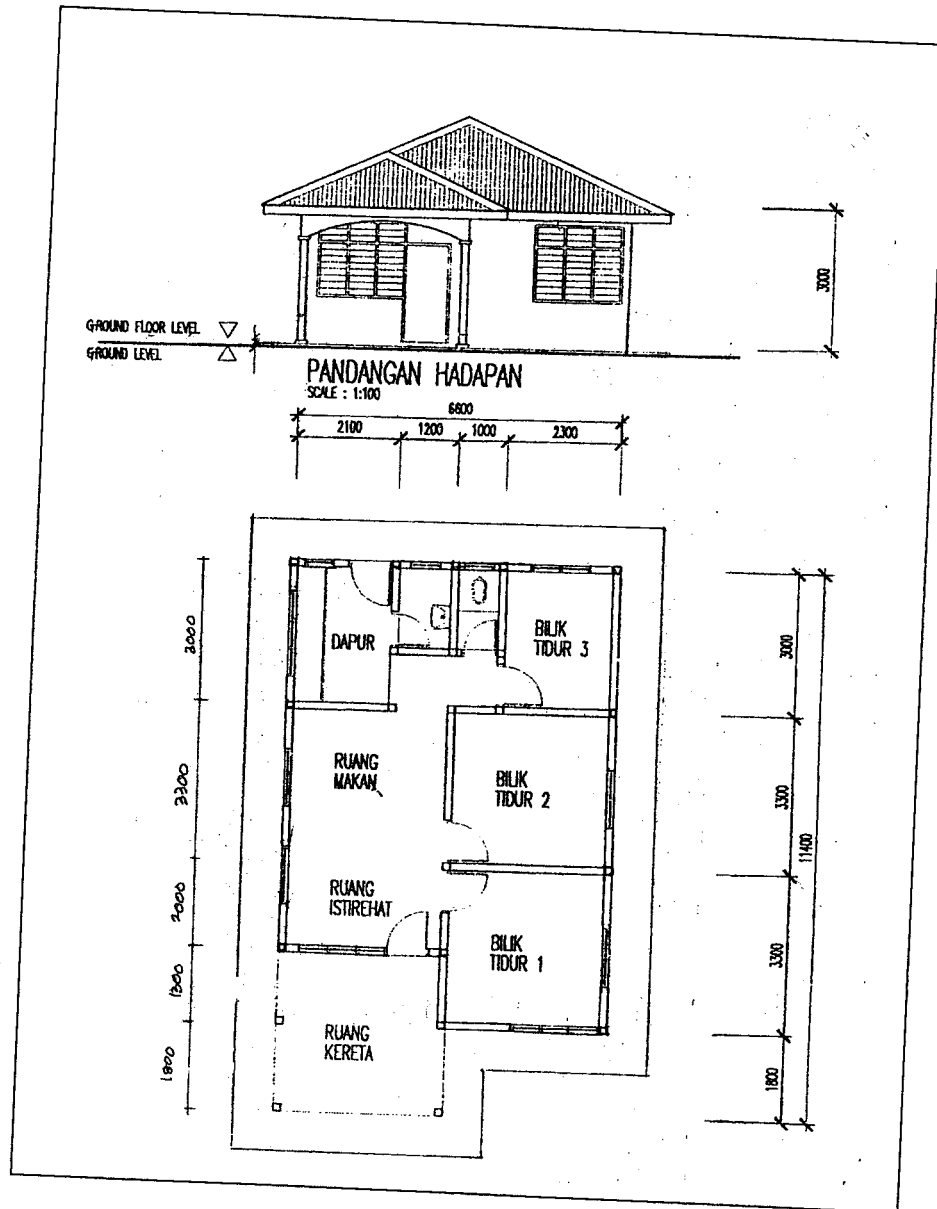 3000
GROUND FLOOR LEVEL
GROUND LEVEL
PANDANGAN HADAPAN
SCALE : 1:100
6600
2100
1200
1000
2300
DAPUR
BILIK
TIDUR 3
RUANG
MAKAN
BILIK
TIDUR 2
RUANG
ISTIREHAT
BILIK
TIDUR 1
RUANG
KERETA
3000
3300
2000
1300
1800
3000
3300
3300
1800
11400